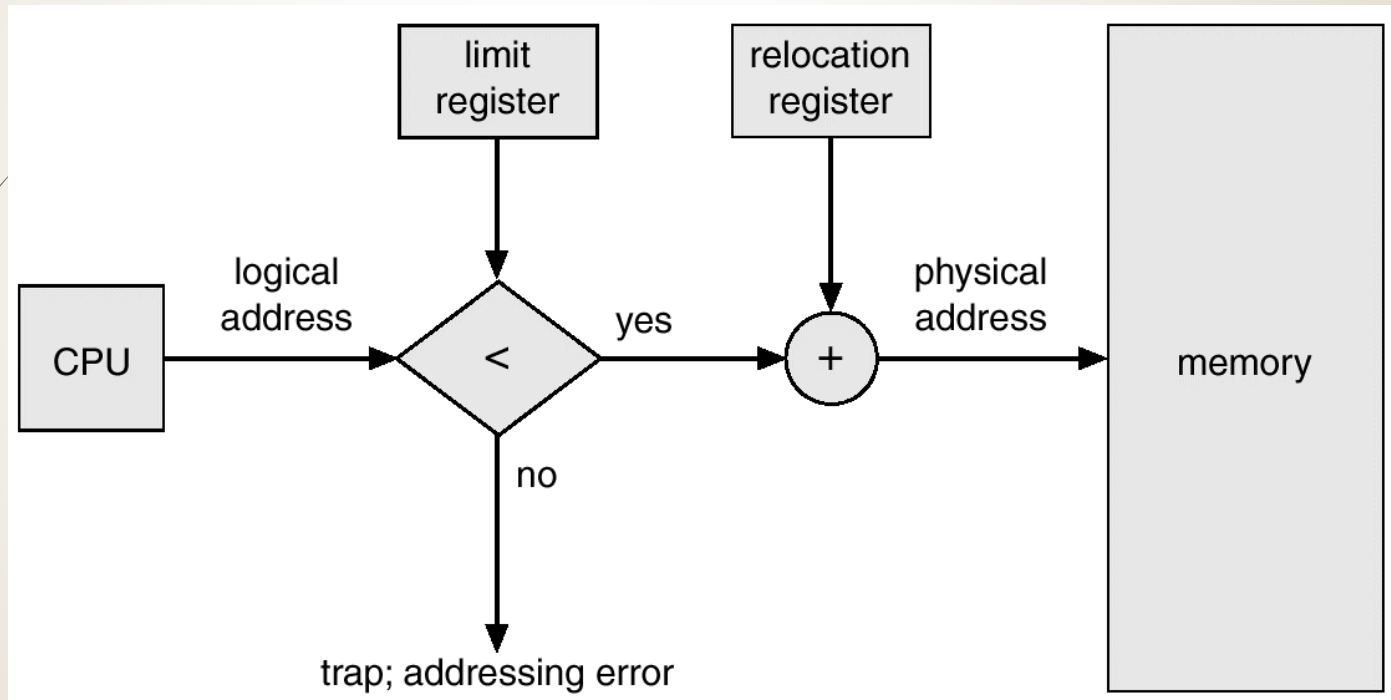 limit
register
relocation
register
logical
address
yes
physical
address
CPU
<
+
memory
no
trap; addressing error